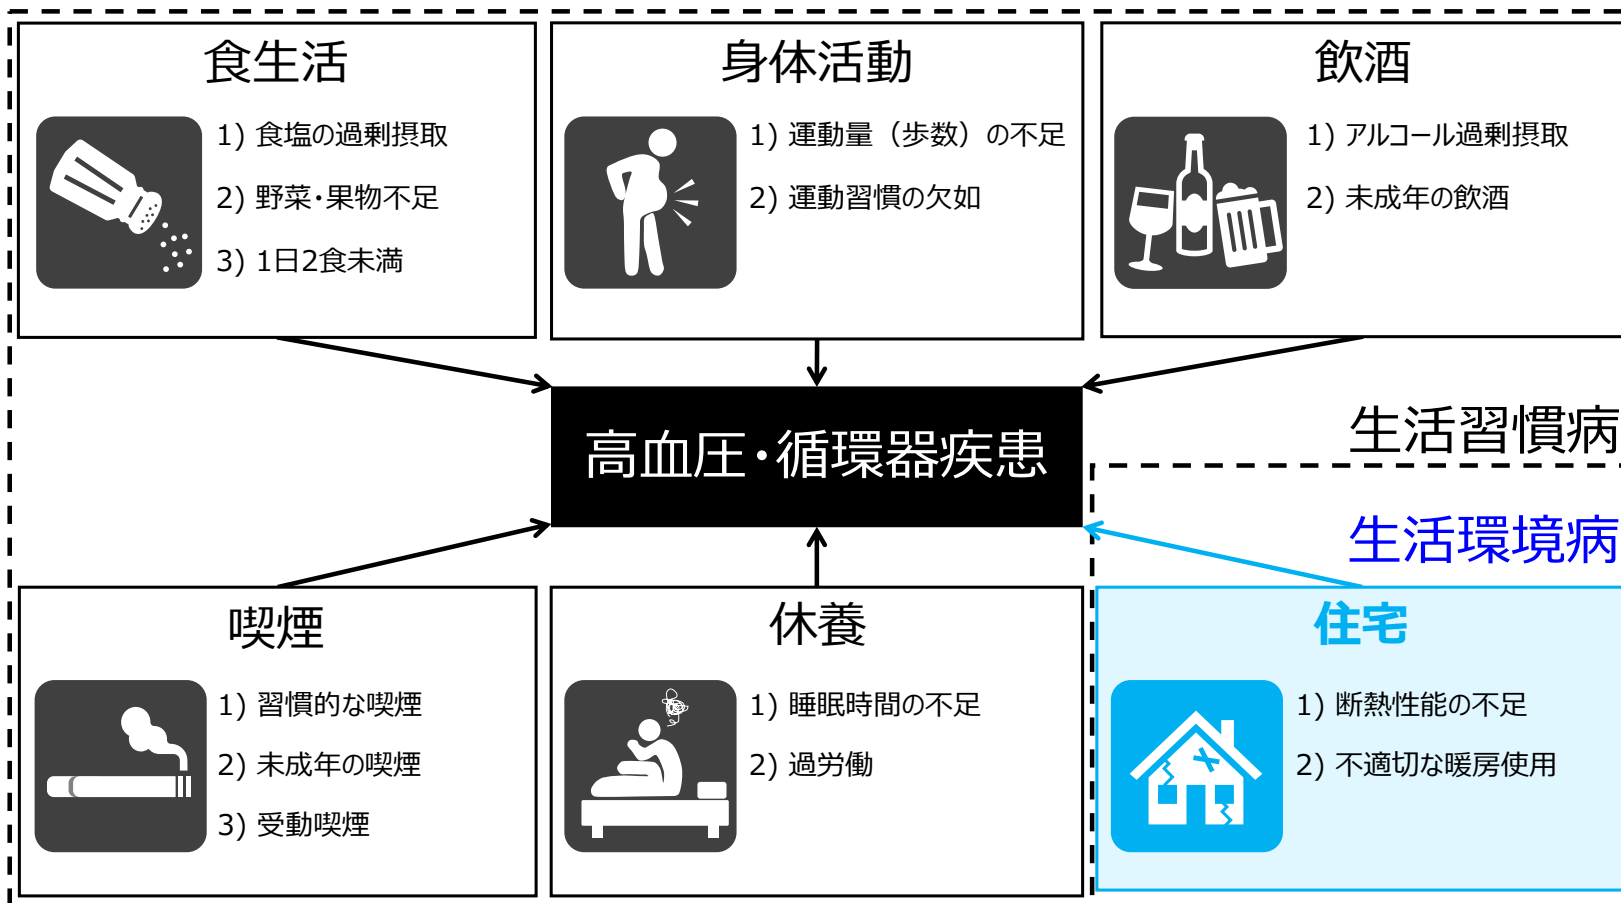 食生活
1) 食塩の過剰摂取
2) 野菜・果物不足
3) 1日2食未満
身体活動
1) 運動量（歩数）の不足
2) 運動習慣の欠如
飲酒
1) アルコール過剰摂取
2) 未成年の飲酒
高血圧・循環器疾患
生活習慣病
生活環境病
喫煙
1) 習慣的な喫煙
2) 未成年の喫煙
3) 受動喫煙
休養
1) 睡眠時間の不足
2) 過労働
住宅
1) 断熱性能の不足
2) 不適切な暖房使用